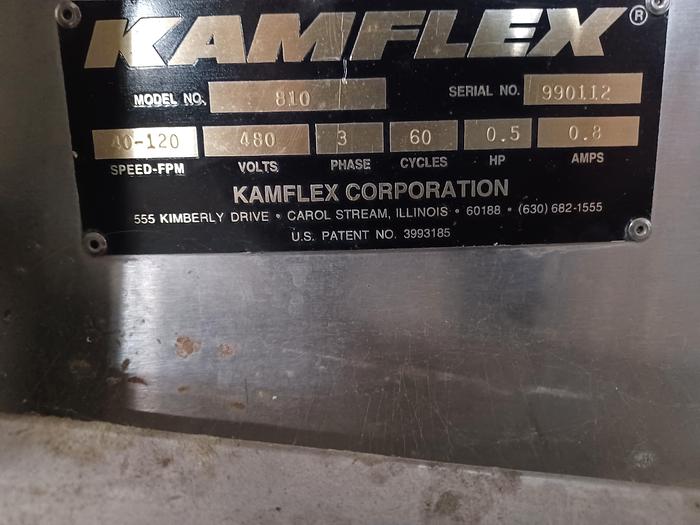 KAMFLEX®
MODEL NO. 810 SERIAL NO. 990112
40-120 480 3 60 0.5 0.8
SPEED-FPM VOLTS PHASE CYCLES HP AMPS
KAMFLEX CORPORATION
555 KIMBERLY DRIVE • CAROL STREAM, ILLINOIS • 60188 • (630) 682-1555
U.S. PATENT NO. 3993185